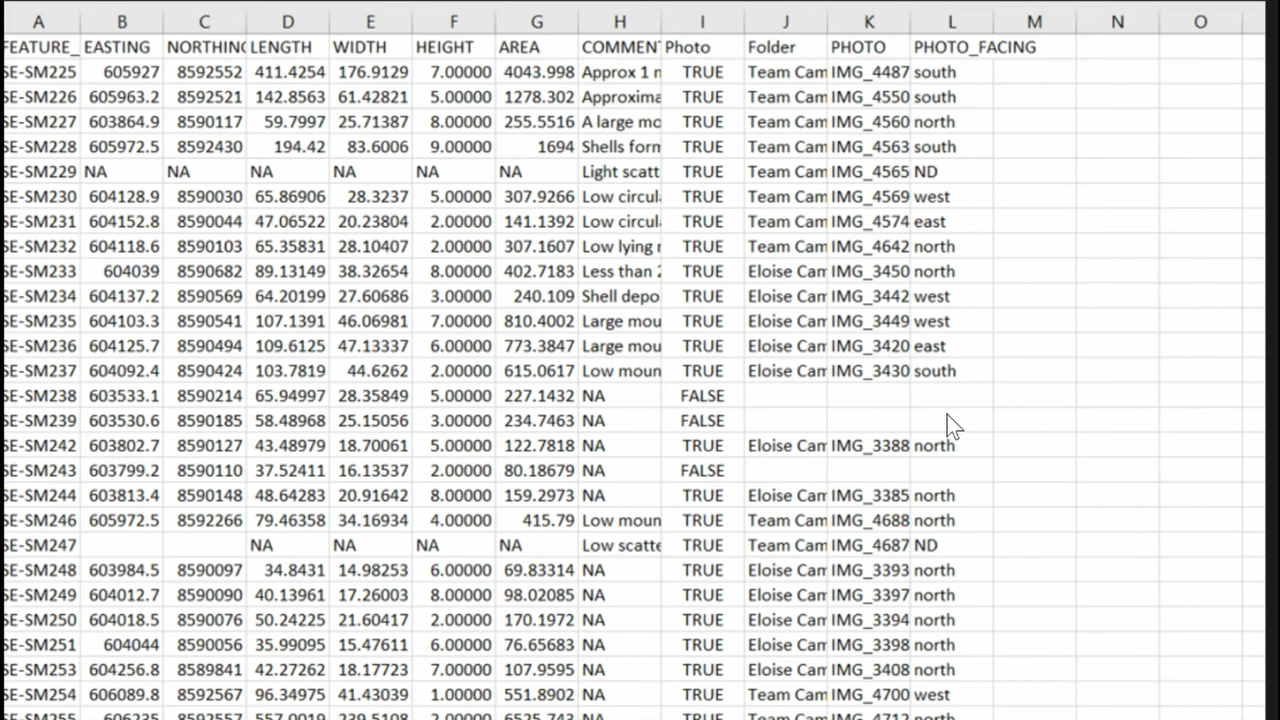 A B C D E F G H I J K L M N O
FEATURE_ EASTING NORTHING LENGTH WIDTH HEIGHT AREA COMMENT Photo Folder PHOTO PHOTO_FACING
SE-SM225 605927 8592552 411.4254 176.9129 7.00000 4043.998 Approx 1 m TRUE Team Cam IMG_4487 south
SE-SM226 605963.2 8592521 142.8563 61.42821 5.00000 1278.302 Approxima TRUE Team Cam IMG_4550 south
SE-SM227 603864.9 8590117 59.7997 25.71387 8.00000 255.5516 A large mo TRUE Team Cam IMG_4560 north
SE-SM228 605972.5 8592430 194.42 83.6006 9.00000 1694 Shells form TRUE Team Cam IMG_4563 south
SE-SM229 NA NA NA NA NA NA Light scatt TRUE Team Cam IMG_4565 ND
SE-SM230 604128.9 8590030 65.86906 28.3237 5.00000 307.9266 Low circul TRUE Team Cam IMG_4569 west
SE-SM231 604152.8 8590044 47.06522 20.23804 2.00000 141.1392 Low circul TRUE Team Cam IMG_4574 east
SE-SM232 604118.6 8590103 65.35831 28.10407 2.00000 307.1607 Low lying TRUE Team Cam IMG_4642 north
SE-SM233 604039 8590682 89.13149 38.32654 8.00000 402.7183 Less than 2 TRUE Eloise Cam IMG_3450 north
SE-SM234 604137.2 8590569 64.20199 27.60686 3.00000 240.109 Shell depo TRUE Eloise Cam IMG_3442 west
SE-SM235 604103.3 8590541 107.1391 46.06981 7.00000 810.4002 Large mou TRUE Eloise Cam IMG_3449 west
SE-SM236 604125.7 8590494 109.6125 47.13337 6.00000 773.3847 Large mou TRUE Eloise Cam IMG_3420 east
SE-SM237 604092.4 8590424 103.7819 44.6262 2.00000 615.0617 Low moun TRUE Eloise Cam IMG_3430 south
SE-SM238 603533.1 8590214 65.94997 28.35849 5.00000 227.1432 NA FALSE
SE-SM239 603530.6 8590185 58.48968 25.15056 3.00000 234.7463 NA FALSE
SE-SM242 603802.7 8590127 43.48979 18.70061 5.00000 122.7818 NA TRUE Eloise Cam IMG_3388 north
SE-SM243 603799.2 8590110 37.52411 16.13537 2.00000 80.18679 NA FALSE
SE-SM244 603813.4 8590148 48.64283 20.91642 8.00000 159.2973 NA TRUE Eloise Cam IMG_3385 north
SE-SM246 605972.5 8592266 79.46358 34.16934 4.00000 415.79 Low moun TRUE Team Cam IMG_4688 north
SE-SM247 NA NA NA NA Low scatte TRUE Team Cam IMG_4687 ND
SE-SM248 603984.5 8590097 34.8431 14.98253 6.00000 69.83314 NA TRUE Eloise Cam IMG_3393 north
SE-SM249 604012.7 8590090 40.13961 17.26003 8.00000 98.02085 NA TRUE Eloise Cam IMG_3397 north
SE-SM250 604018.5 8590076 50.24225 21.60417 2.00000 170.1972 NA TRUE Eloise Cam IMG_3394 north
SE-SM251 604044 8590056 35.99095 15.47611 6.00000 76.65683 NA TRUE Eloise Cam IMG_3398 north
SE-SM253 604256.8 8589841 42.27262 18.17723 7.00000 107.9595 NA TRUE Eloise Cam IMG_3408 north
SE-SM254 606089.8 8592567 96.34975 41.43039 1.00000 551.8902 NA TRUE Team Cam IMG_4700 west
SE-SM255 606235 8592557 557.0019 239.5108 2.00000 6525.743 NA TRUE Team Cam IMG_4712 north